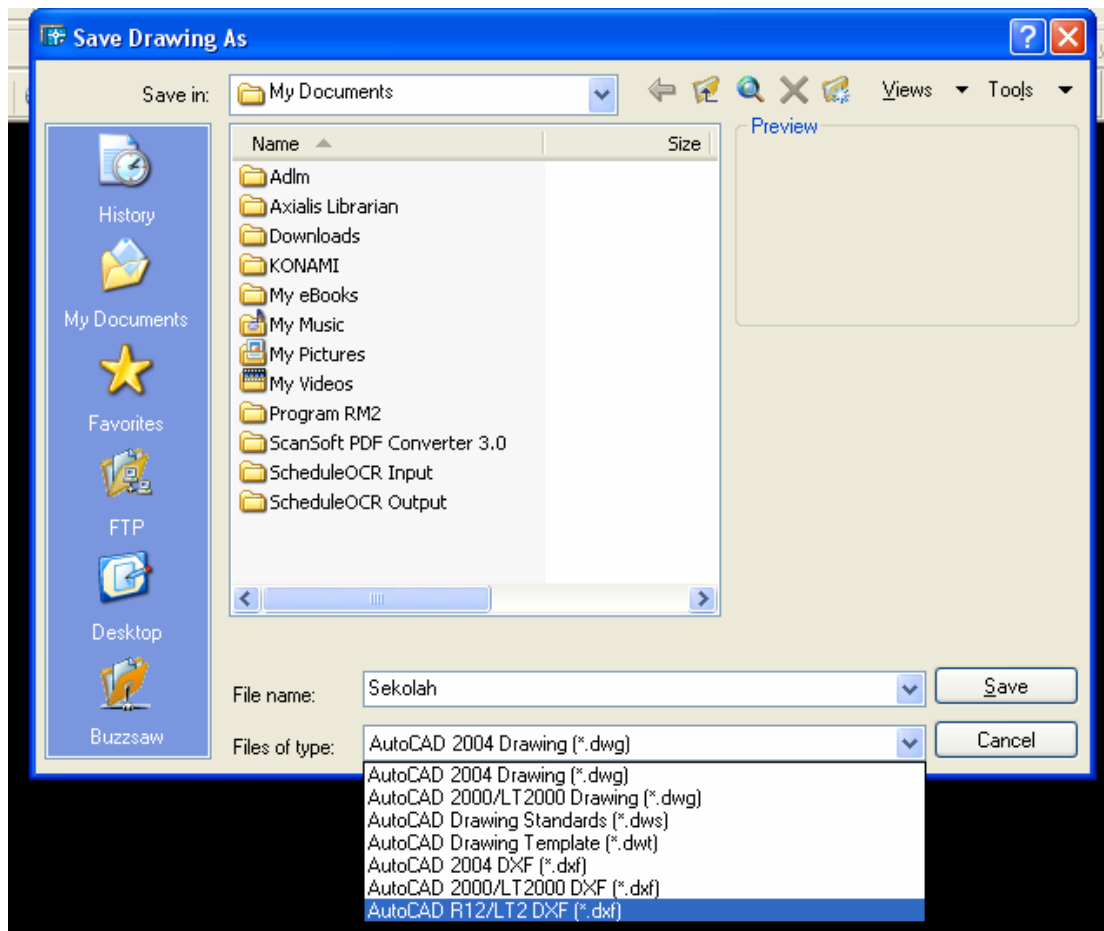 Save Drawing As
Save in: My Documents Views Tools
Name Size
Preview
Adlm
Axialis Librarian
Downloads
KONAMI
My eBooks
My Music
My Pictures
My Videos
Program RM2
ScanSoft PDF Converter 3.0
ScheduleOCR Input
ScheduleOCR Output
History
My Documents
Favorites
FTP
Desktop
Buzzsaw
File name: Sekolah Save
Files of type: AutoCAD 2004 Drawing (*.dwg) Cancel
AutoCAD 2004 Drawing (*.dwg)
AutoCAD 2000/LT2000 Drawing (*.dwg)
AutoCAD Drawing Standards (*.dws)
AutoCAD Drawing Template (*.dwt)
AutoCAD 2004 DXF (*.dxf)
AutoCAD 2000/LT2000 DXF (*.dxf)
AutoCAD R12/LT2 DXF (*.dxf)